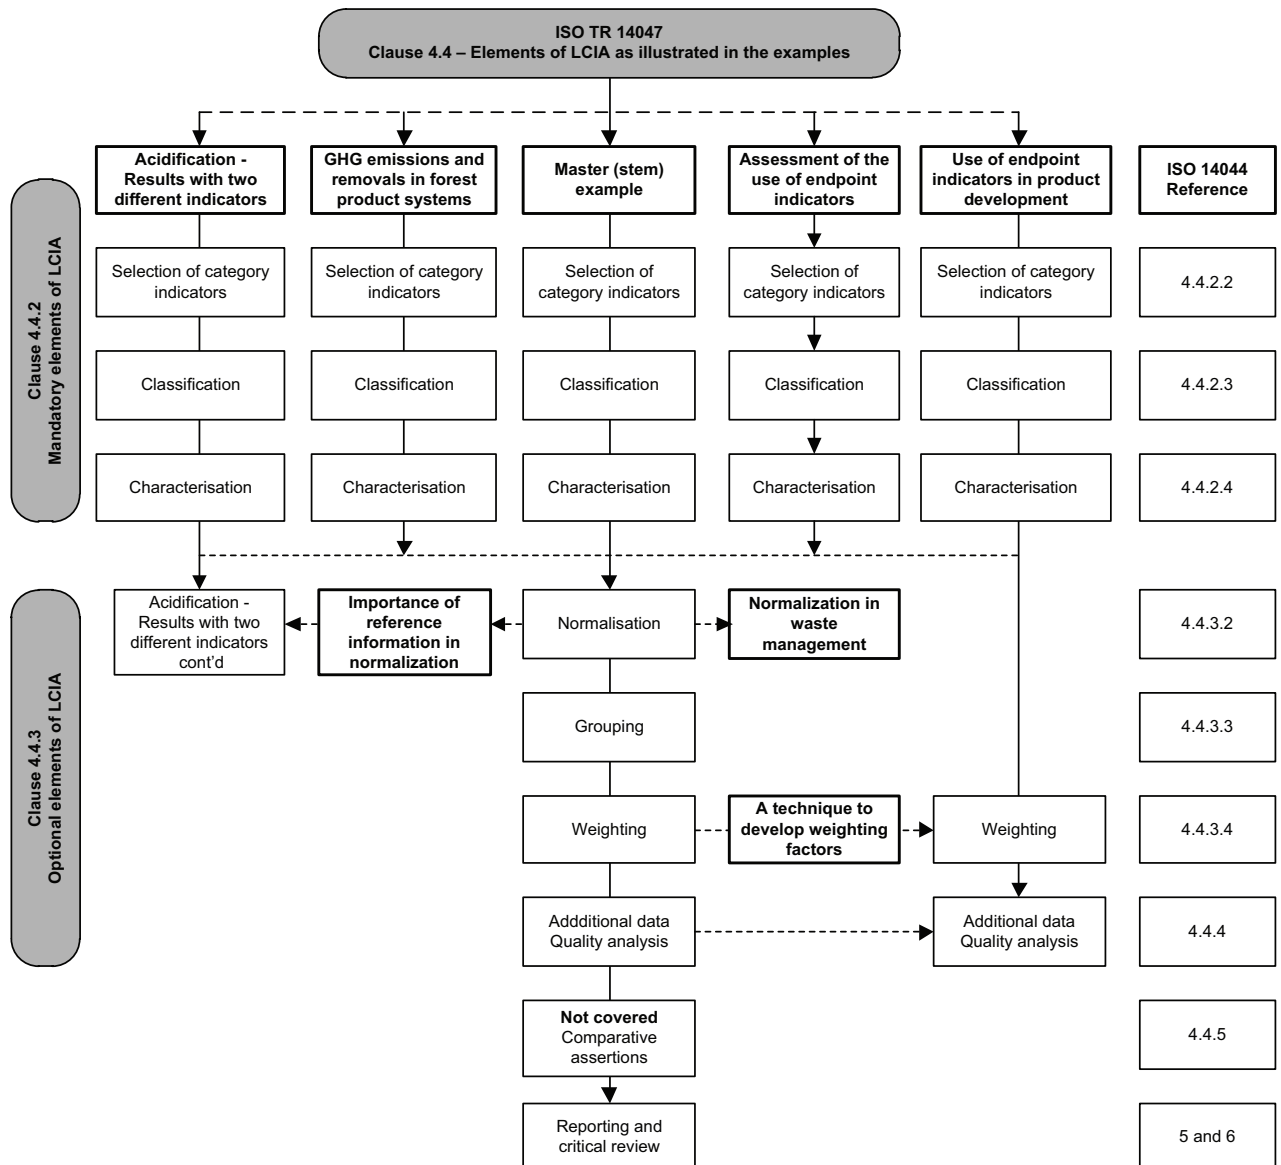 ISO TR 14047
Clause 4.4 – Elements of LCIA as illustrated in the examples
Acidification -
Results with two
different indicators
GHG emissions and
removals in forest
product systems
Master (stem)
example
Assessment of the
use of endpoint
indicators
Use of endpoint
indicators in product
development
ISO 14044
Reference
Clause 4.4.2
Mandatory elements of LCIA
Selection of category
indicators
Selection of category
indicators
Selection of
category indicators
Selection of
category indicators
Selection of category
indicators
4.4.2.2
Classification
Classification
Classification
Classification
Classification
4.4.2.3
Characterisation
Characterisation
Characterisation
Characterisation
Characterisation
4.4.2.4
Clause 4.4.3
Optional elements of LCIA
Acidification -
Results with two
different indicators
cont’d
Importance of
reference
information in
normalization
Normalisation
Normalization in
waste
management
4.4.3.2
Grouping
4.4.3.3
Weighting
A technique to
develop weighting
factors
Weighting
4.4.3.4
Addditional data
Quality analysis
Additional data
Quality analysis
4.4.4
Not covered
Comparative
assertions
4.4.5
Reporting and
critical review
5 and 6